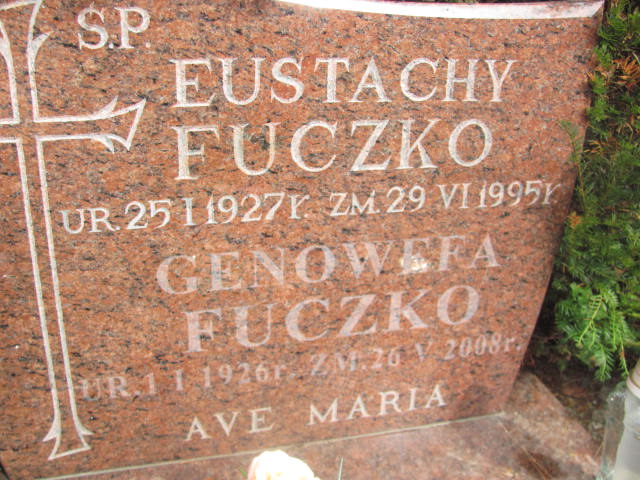 S.P.
EUSTACHY
FUCZKO
UR. 25 I 1927r. ZM. 29 VI 1995r.
GENOWEFA
FUCZKO
UR. 1 I 1926r. ZM. 26 V 2008r.
AVE MARIA